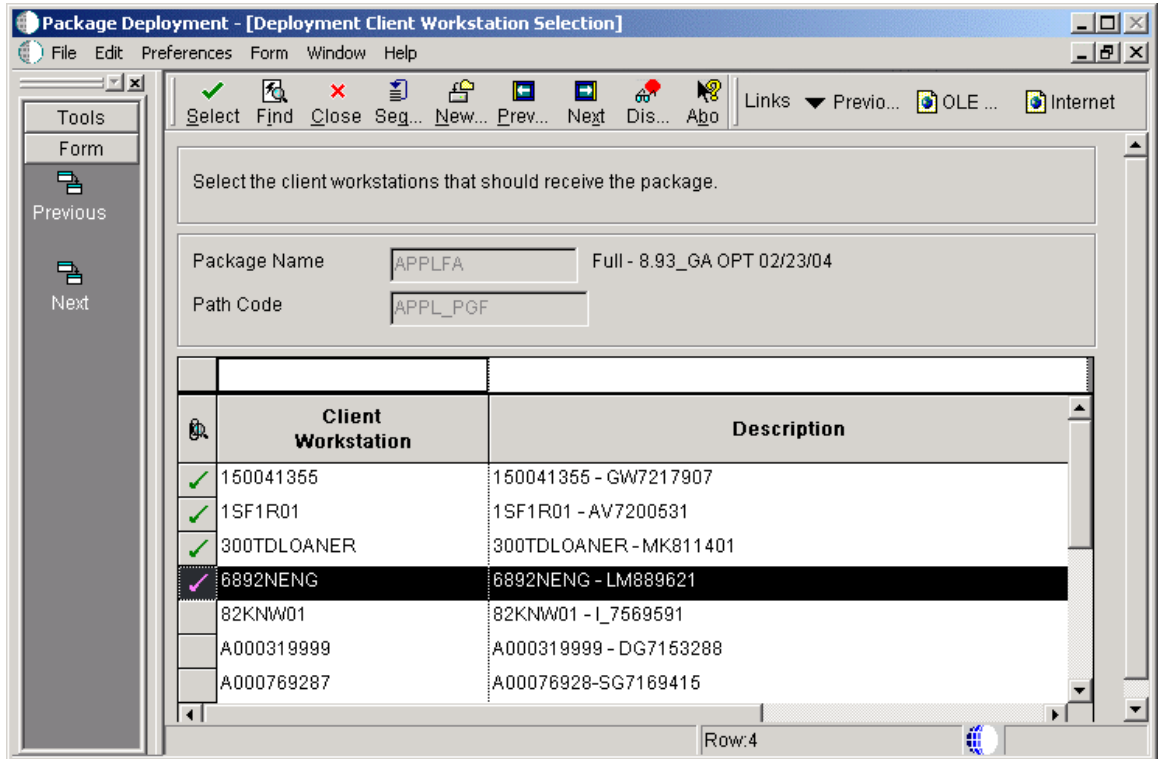 Package Deployment - [Deployment Client Workstation Selection]
File Edit Preferences Form Window Help
Select Find Close Seq... New... Prev... Next Dis... Abo Links Previo... OLE ... Internet
Tools
Form
Previous
Next
Select the client workstations that should receive the package.
Package Name APPLFA Full - 8.93_GA OPT 02/23/04
Path Code APPL_PGF
Client Workstation Description
150041355 150041355 - GW7217907
1SF1R01 1SF1R01 - AV7200531
300TDLOANER 300TDLOANER - MK811401
6892NENG 6892NENG - LM889621
82KNW01 82KNW01 - I_7569591
A000319999 A000319999 - DG7153288
A000769287 A00076928-SG7169415
Row:4